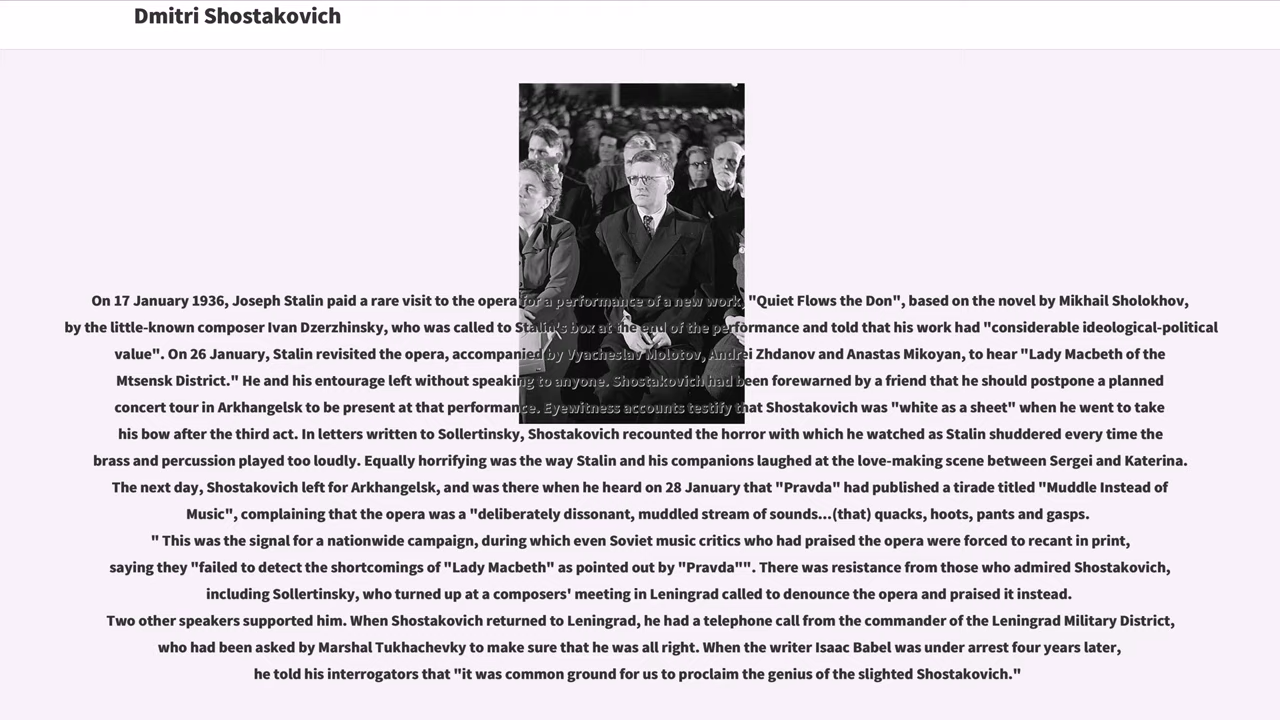 Dmitri Shostakovich
On 17 January 1936, Joseph Stalin paid a rare visit to the opera for a performance of a new work, "Quiet Flows the Don", based on the novel by Mikhail Sholokhov,
by the little-known composer Ivan Dzerzhinsky, who was called to Stalin's box at the end of the performance and told that his work had "considerable ideological-political
value". On 26 January, Stalin revisited the opera, accompanied by Vyacheslav Molotov, Andrei Zhdanov and Anastas Mikoyan, to hear "Lady Macbeth of the
Mtsensk District." He and his entourage left without speaking to anyone. Shostakovich had been forewarned by a friend that he should postpone a planned
concert tour in Arkhangelsk to be present at that performance. Eyewitness accounts testify that Shostakovich was "white as a sheet" when he went to take
his bow after the third act. In letters written to Sollertinsky, Shostakovich recounted the horror with which he watched as Stalin shuddered every time the
brass and percussion played too loudly. Equally horrifying was the way Stalin and his companions laughed at the love-making scene between Sergei and Katerina.
The next day, Shostakovich left for Arkhangelsk, and was there when he heard on 28 January that "Pravda" had published a tirade titled "Muddle Instead of
Music", complaining that the opera was a "deliberately dissonant, muddled stream of sounds...(that) quacks, hoots, pants and gasps.
" This was the signal for a nationwide campaign, during which even Soviet music critics who had praised the opera were forced to recant in print,
saying they "failed to detect the shortcomings of "Lady Macbeth" as pointed out by "Pravda"". There was resistance from those who admired Shostakovich,
including Sollertinsky, who turned up at a composers' meeting in Leningrad called to denounce the opera and praised it instead.
Two other speakers supported him. When Shostakovich returned to Leningrad, he had a telephone call from the commander of the Leningrad Military District,
who had been asked by Marshal Tukhachevky to make sure that he was all right. When the writer Isaac Babel was under arrest four years later,
he told his interrogators that "it was common ground for us to proclaim the genius of the slighted Shostakovich."